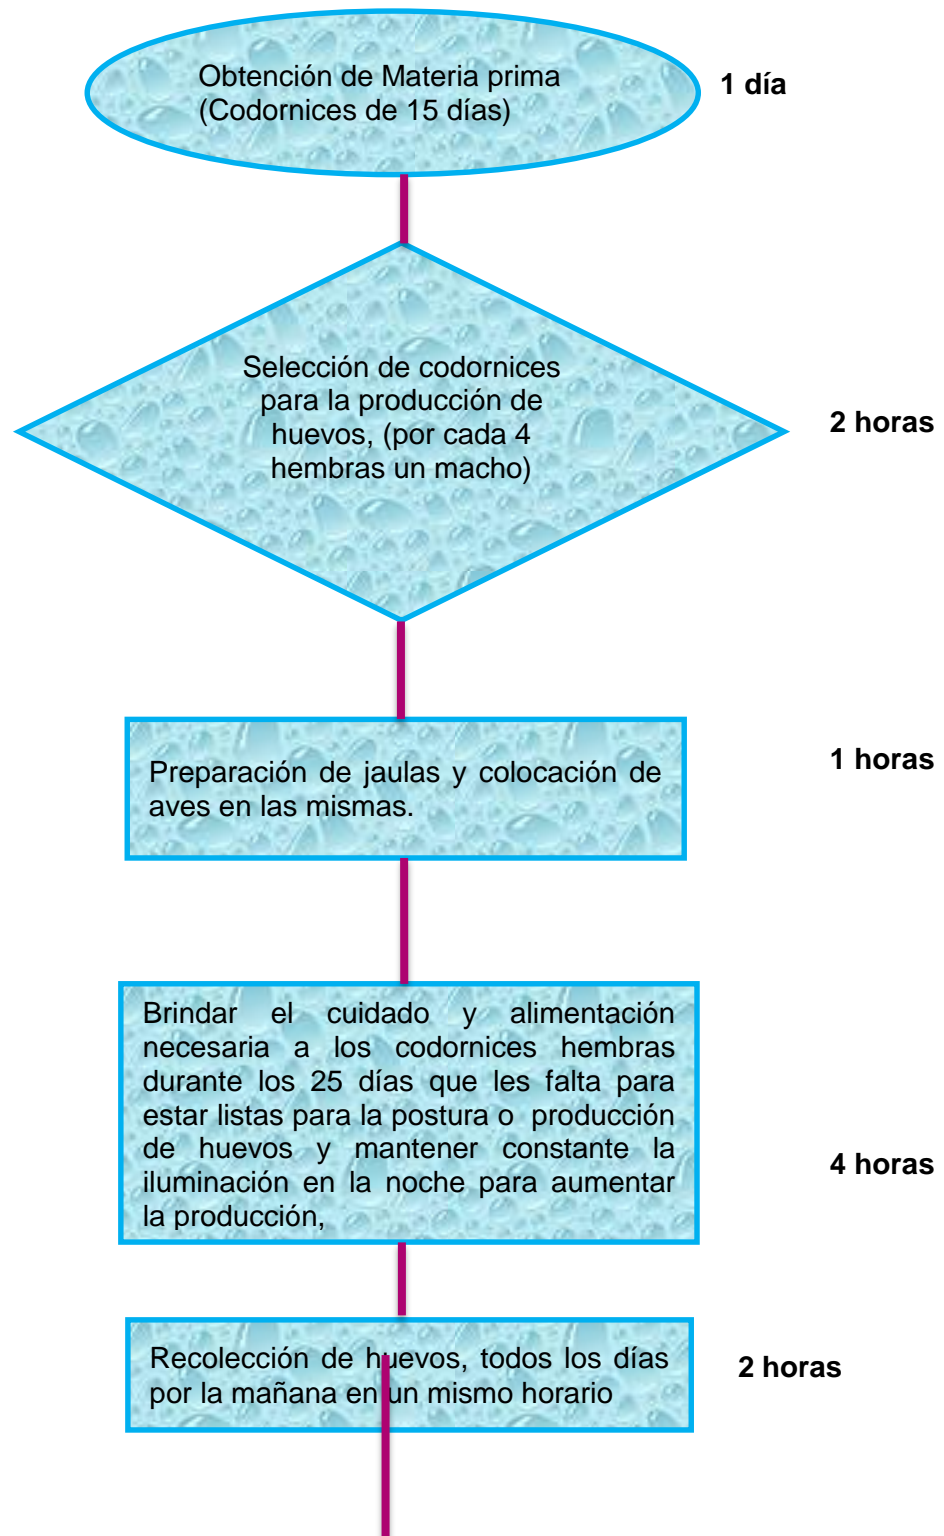 Obtención de Materia prima
(Codornices de 15 días)
1 día
Selección de codornices
para la producción de
huevos, (por cada 4
hembras un macho)
2 horas
Preparación de jaulas y colocación de
aves en las mismas.
1 horas
Brindar el cuidado y alimentación
necesaria a los codornices hembras
durante los 25 días que les falta para
estar listas para la postura o producción
de huevos y mantener constante la
iluminación en la noche para aumentar
la producción,
4 horas
Recolección de huevos, todos los días
por la mañana en un mismo horario
2 horas